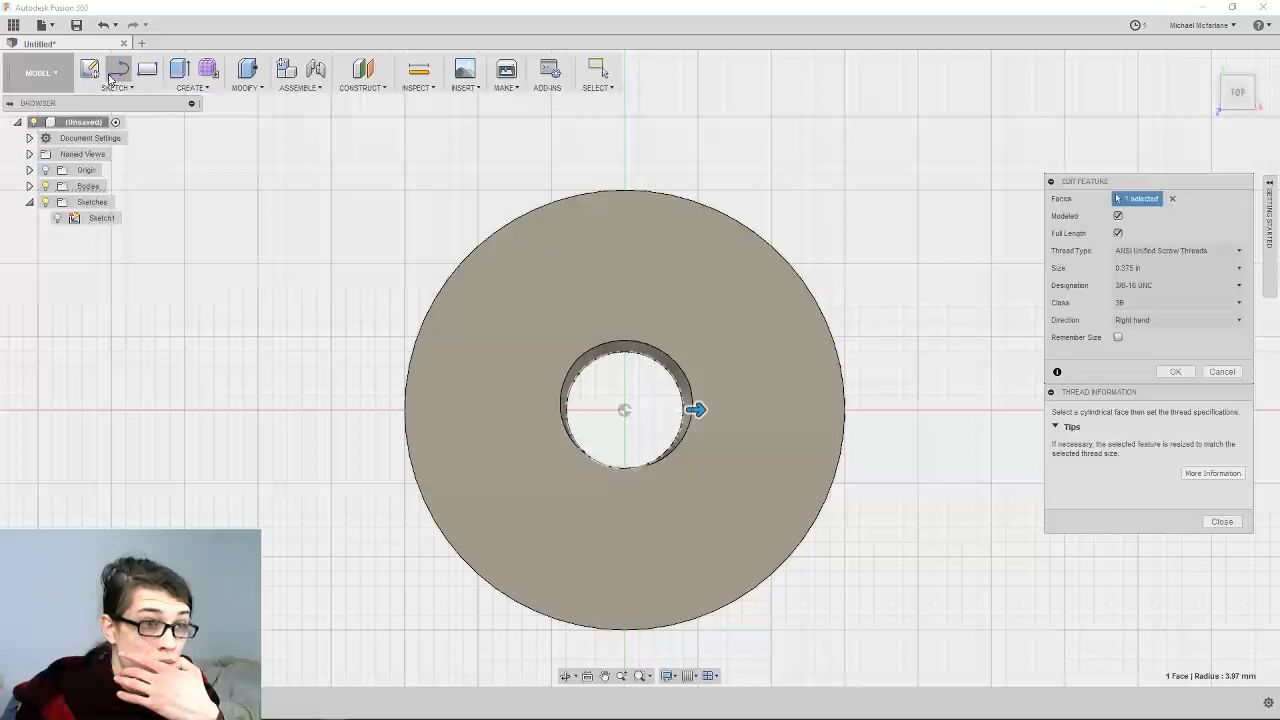 Autodesk Fusion 360
Michael McFarlane
Untitled*
MODEL
SKETCH
CREATE
MODIFY
ASSEMBLE
CONSTRUCT
INSPECT
INSERT
MAKE
ADD-INS
SELECT
BROWSER
(Unsaved)
Document Settings
Named Views
Origin
Bodies
Sketches
Sketch1
TOP
Z
X
EDIT FEATURE
Faces 1 selected
Modeled
Full Length
Thread Type ANSI Unified Screw Threads
Size 0.375 in
Designation 3/8-16 UNC
Class 3B
Direction Right hand
Remember Size
OK Cancel
THREAD INFORMATION
Select a cylindrical face then set the thread specifications.
Tips
If necessary, the selected feature is resized to match the
selected thread size.
More Information
Close
GETTING STARTED
1 Face | Radius : 3.97 mm